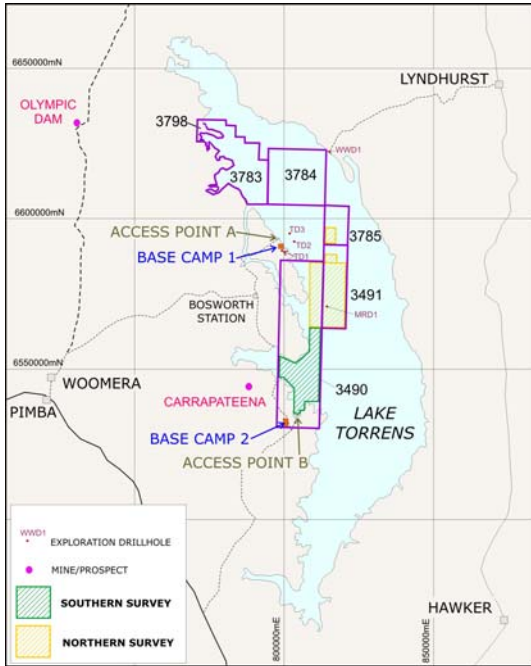 6650000mN
LYNDHURST
OLYMPIC
DAM
3798
WWD1
3783
3784
6600000mN
ACCESS POINT A
TD3
TD2
3785
BASE CAMP 1
TD1
3491
BOSWORTH
STATION
MRD1
6550000mN
WOOMERA
3490
PIMBA
CARRAPATEENA
LAKE
TORRENS
BASE CAMP 2
ACCESS POINT B
WWD1
EXPLORATION DRILLHOLE
MINE/PROSPECT
SOUTHERN SURVEY
NORTHERN SURVEY
800000mE
850000mE
HAWKER